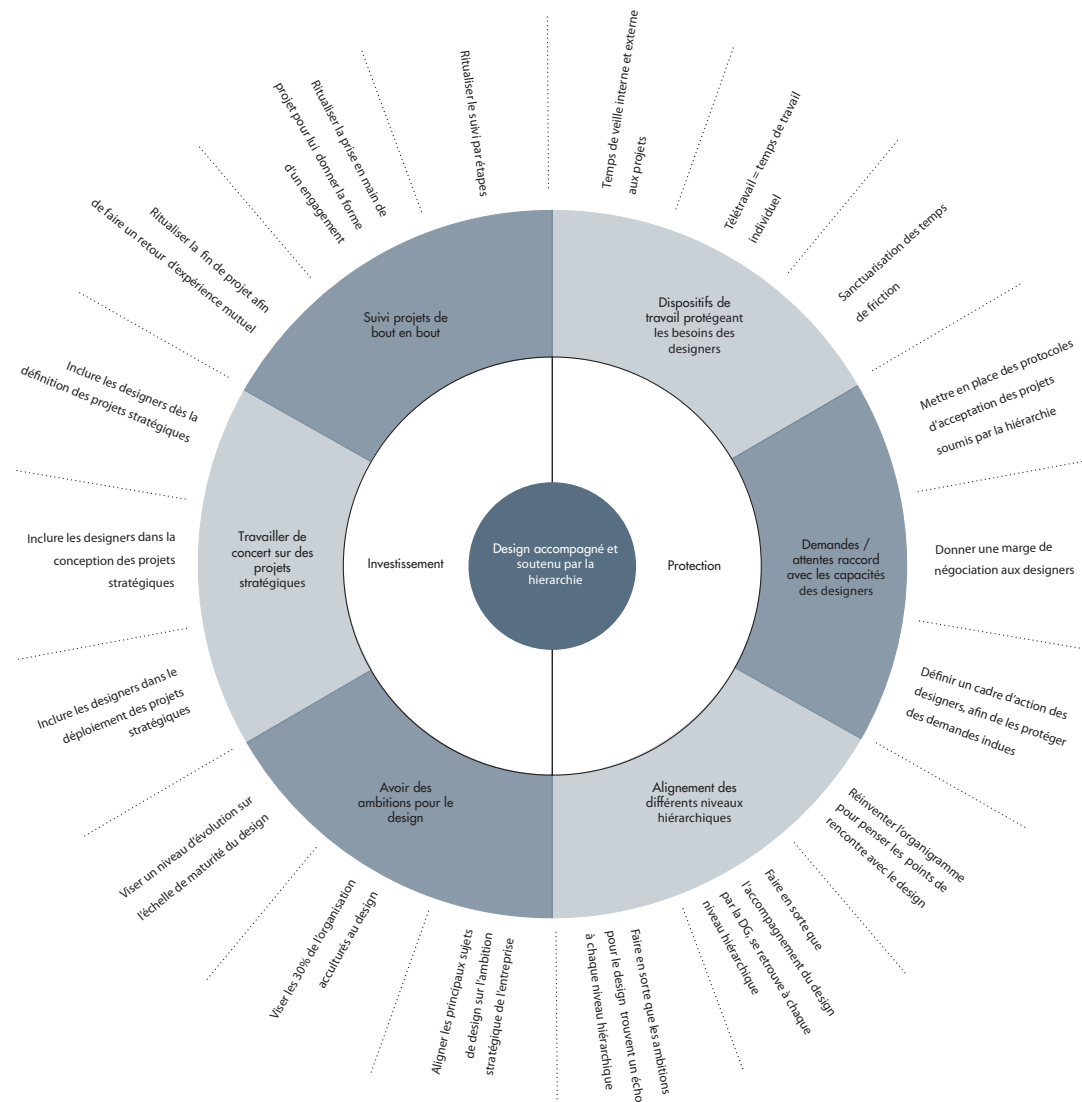 Design accompagné et
soutenu par la
hierarchie
Investissement
Protection
Dispositifs de
travail protégeant
les besoins des
designers
Temps de veille interne et externe
aux projets
Télétravail = temps de travail
individuel
Sanctuarisation des temps
de friction
Demandes /
attentes raccord
avec les capacités
des designers
Mettre en place des protocoles
d'acceptation des projets
soumis par la hiérarchie
Donner une marge de
négociation aux designers
Définir un cadre d'action des
designers, afin de les protéger
des demandes indues
Alignement des
différents niveaux
hiérarchiques
Réinventer l'organigramme
pour penser les points de
rencontre avec le design
Faire en sorte que
l'accompagnement du design
par la DG, se retrouve à chaque
niveau hiérarchique
Faire en sorte que les ambitions
pour le design trouvent un écho
à chaque niveau hiérarchique
Avoir des
ambitions pour le
design
Aligner les principaux sujets
de design sur l'ambition
stratégique de l'entreprise
Viser les 30% de l'organisation
acculturés au design
Viser un niveau d'évolution sur
l'échelle de maturité du design
Travailler de
concert sur des
projets
stratégiques
Inclure les designers dans le
déploiement des projets
stratégiques
Inclure les designers dans la
conception des projets
stratégiques
Inclure les designers dès la
définition des projets stratégiques
Suivi projets de
bout en bout
Ritualiser la fin de projet afin
de faire un retour d'expérience mutuel
Ritualiser la prise en main de
projet pour lui donner la forme
d'un engagement
Ritualiser le suivi par étapes